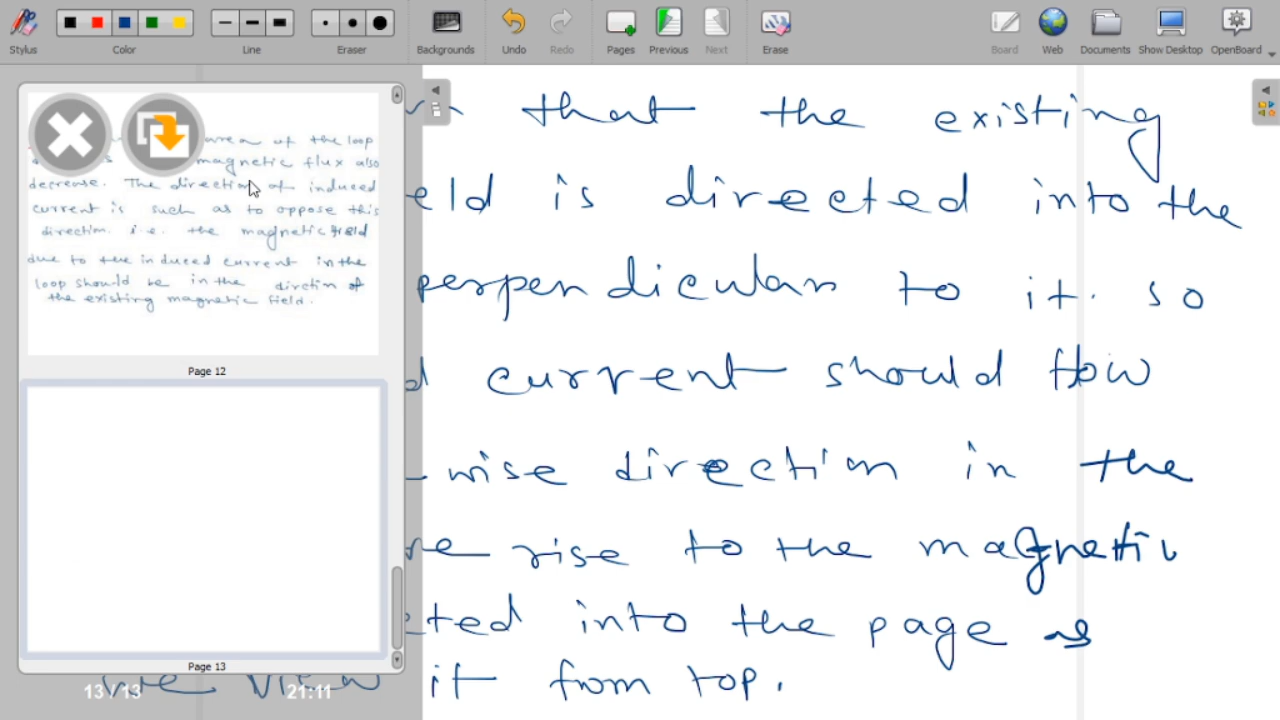 Stylus Color Line Eraser Backgrounds Undo Redo Pages Previous Next Erase Board Web Documents Show Desktop OpenBoard
area of the loop
magnetic flux also
decrease. The direction of induced
current is such as to oppose this
direction i.e. the magnetic field
due to the induced current in the
loop should be in the dirctin of
the existing magnetic field.
Page 12
Page 13
13 / 13 21:11
that the existing
eld is directed into the
perpendicular to it. so
d current should flow
wise direction in the
ve rise to the magnetic
cted into the page as
we view it from top.